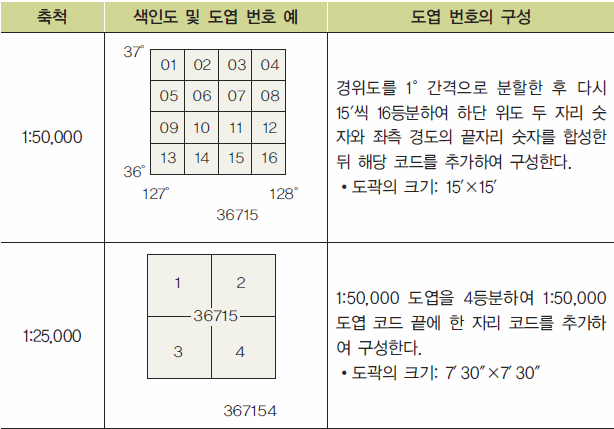 축척 색인도 및 도엽 번호 예 도엽 번호의 구성
1:50,000
37°
01 02 03 04
05 06 07 08
09 10 11 12
13 14 15 16
36°
127° 128°
36715
경위도를 1° 간격으로 분할한 후 다시
15′씩 16등분하여 하단 위도 두 자리 숫
자와 좌측 경도의 끝자리 숫자를 합성한
뒤 해당 코드를 추가하여 구성한다.
• 도곽의 크기: 15′×15′
1:25,000
1 2
36715
3 4
367154
1:50,000 도엽을 4등분하여 1:50,000
도엽 코드 끝에 한 자리 코드를 추가하
여 구성한다.
• 도곽의 크기: 7′ 30″×7′ 30″